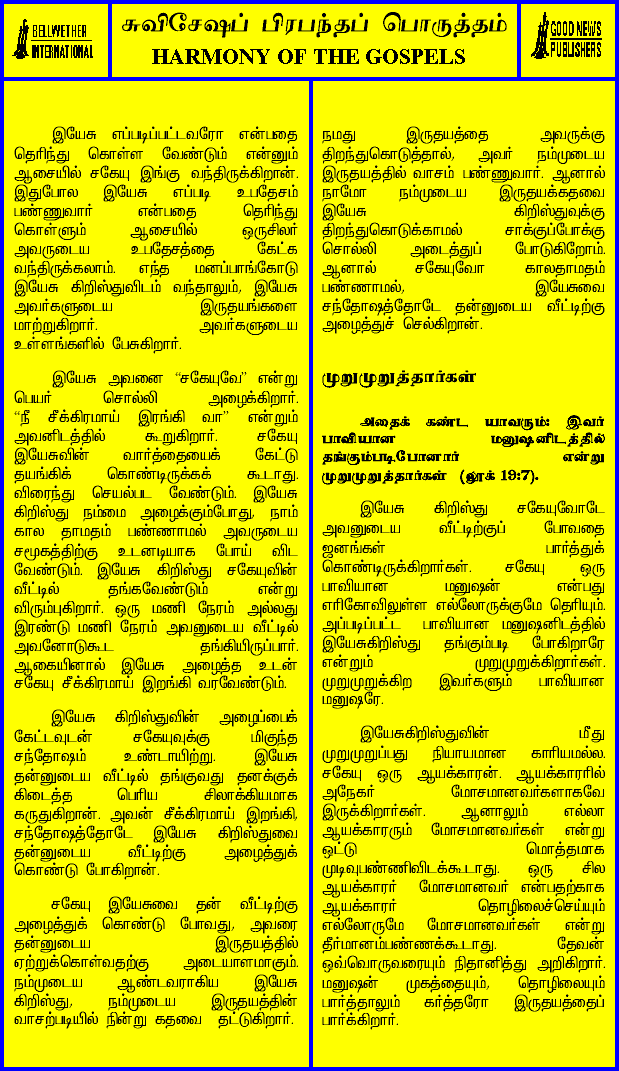 BELLWETHER
INTERNATIONAL
சுவிசேஷப் பிரபந்தப் பொருத்தம்
HARMONY OF THE GOSPELS
GOOD NEWS
PUBLISHERS
இயேசு எப்படிப்பட்டவரோ என்பதை
தெரிந்து கொள்ள வேண்டும் என்னும்
ஆசையில் சகேயு இங்கு வந்திருக்கிறான்.
இதுபோல இயேசு எப்படி உபதேசம்
பண்ணுவார் என்பதை தெரிந்து
கொள்ளும் ஆசையில் ஒருசிலர்
அவருடைய உபதேசத்தை கேட்க
வந்திருக்கலாம். எந்த மனப்பாங்கோடு
இயேசு கிறிஸ்துவிடம் வந்தாலும், இயேசு
அவர்களுடைய இருதயங்களை
மாற்றுகிறார். அவர்களுடைய
உள்ளங்களில் பேசுகிறார்.
இயேசு அவனை “சகேயுவே” என்று
பெயர் சொல்லி அழைக்கிறார்.
“நீ சீக்கிரமாய் இரங்கி வா” என்றும்
அவனிடத்தில் கூறுகிறார். சகேயு
இயேசுவின் வார்த்தையைக் கேட்டு
தயங்கிக் கொண்டிருக்கக் கூடாது.
விரைந்து செயல்பட வேண்டும். இயேசு
கிறிஸ்து நம்மை அழைக்கும்போது, நாம்
கால தாமதம் பண்ணாமல் அவருடைய
சமூகத்திற்கு உடனடியாக போய் விட
வேண்டும். இயேசு கிறிஸ்து சகேயுவின்
வீட்டில் தங்கவேண்டும் என்று
விரும்புகிறார். ஒரு மணி நேரம் அல்லது
இரண்டு மணி நேரம் அவனுடைய வீட்டில்
அவனோடுகூட தங்கியிருப்பார்.
ஆகையினால் இயேசு அழைத்த உடன்
சகேயு சீக்கிரமாய் இறங்கி வரவேண்டும்.
இயேசு கிறிஸ்துவின் அழைப்பைக்
கேட்டவுடன் சகேயுவுக்கு மிகுந்த
சந்தோஷம் உண்டாயிற்று. இயேசு
தன்னுடைய வீட்டில் தங்குவது தனக்குக்
கிடைத்த பெரிய சிலாக்கியமாக
கருதுகிறான். அவன் சீக்கிரமாய் இறங்கி,
சந்தோஷத்தோடே இயேசு கிறிஸ்துவை
தன்னுடைய வீட்டிற்கு அழைத்துக்
கொண்டு போகிறான்.
சகேயு இயேசுவை தன் வீட்டிற்கு
அழைத்துக் கொண்டு போவது, அவரை
தன்னுடைய இருதயத்தில்
ஏற்றுக்கொள்வதற்கு அடையாளமாகும்.
நம்முடைய ஆண்டவராகிய இயேசு
கிறிஸ்து, நம்முடைய இருதயத்தின்
வாசற்படியில் நின்று கதவை தட்டுகிறார்.
நமது இருதயத்தை அவருக்கு
திறந்துகொடுத்தால், அவர் நம்முடைய
இருதயத்தில் வாசம் பண்ணுவார். ஆனால்
நாமோ நம்முடைய இருதயக்கதவை
இயேசு கிறிஸ்துவுக்கு
திறந்துகொடுக்காமல் சாக்குப்போக்கு
சொல்லி அடைத்துப் போடுகிறோம்.
ஆனால் சகேயுவோ காலதாமதம்
பண்ணாமல், இயேசுவை
சந்தோஷத்தோடே தன்னுடைய வீட்டிற்கு
அழைத்துச் செல்கிறான்.
முறுமுறுத்தார்கள்
அதைக் கண்ட யாவரும்: இவர்
பாவியான மனுஷனிடத்தில்
தங்கும்படி.போனார் என்று
முறுமுறுத்தார்கள் (லூக் 19:7).
இயேசு கிறிஸ்து சகேயுவோடே
அவனுடைய வீட்டிற்குப் போவதை
ஜனங்கள் பார்த்துக்
கொண்டிருக்கிறார்கள். சகேயு ஒரு
பாவியான மனுஷன் என்பது
எரிகோவிலுள்ள எல்லோருக்குமே தெரியும்.
அப்படிப்பட்ட பாவியான மனுஷனிடத்தில்
இயேசுகிறிஸ்து தங்கும்படி போகிறாரே
என்றும் முறுமுறுக்கிறார்கள்.
முறுமுறுக்கிற இவர்களும் பாவியான
மனுஷரே.
இயேசுகிறிஸ்துவின் மீது
முறுமுறுப்பது நியாயமான காரியமல்ல.
சகேயு ஒரு ஆயக்காரன். ஆயக்காரரில்
அநேகர் மோசமானவர்களாகவே
இருக்கிறார்கள். ஆனாலும் எல்லா
ஆயக்காரரும் மோசமானவர்கள் என்று
ஒட்டு மொத்தமாக
முடிவுபண்ணிவிடக்கூடாது. ஒரு சில
ஆயக்காரர் மோசமானவர் என்பதற்காக
ஆயக்காரர் தொழிலைச்செய்யும்
எல்லோருமே மோசமானவர்கள் என்று
தீர்மானம்பண்ணக்கூடாது. தேவன்
ஒவ்வொருவரையும் நிதானித்து அறிகிறார்.
மனுஷன் முகத்தையும், தொழிலையும்
பார்த்தாலும் கர்த்தரோ இருதயத்தைப்
பார்க்கிறார்.